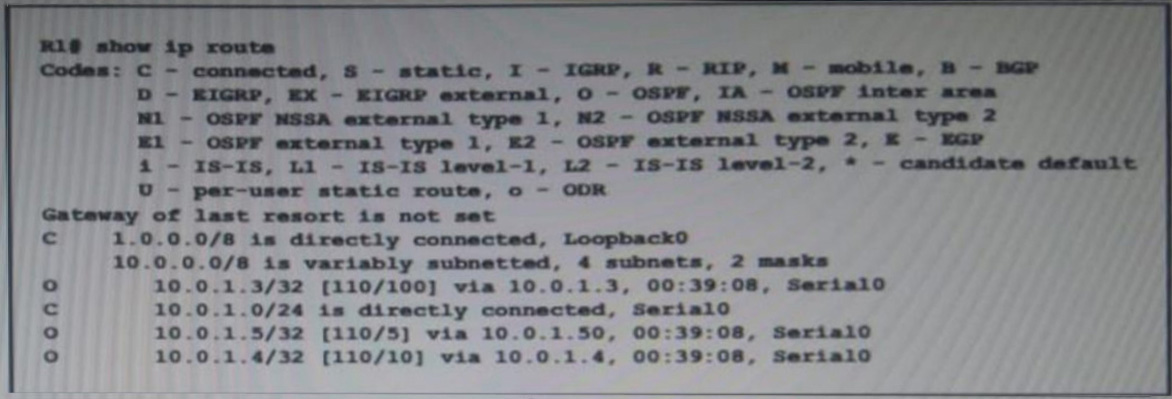 R1# show ip route
Codes: C - connected, S - static, I - IGRP, R - RIP, M - mobile, B - BGP
D - EIGRP, EX - EIGRP external, O - OSPF, IA - OSPF inter area
N1 - OSPF NSSA external type 1, N2 - OSPF NSSA external type 2
E1 - OSPF external type 1, E2 - OSPF external type 2, E - EGP
i - IS-IS, L1 - IS-IS level-1, L2 - IS-IS level-2, * - candidate default
U - per-user static route, o - ODR
Gateway of last resort is not set
C 1.0.0.0/8 is directly connected, Loopback0
10.0.0.0/8 is variably subnetted, 4 subnets, 2 masks
O 10.0.1.3/32 [110/100] via 10.0.1.3, 00:39:08, Serial0
C 10.0.1.0/24 is directly connected, Serial0
O 10.0.1.5/32 [110/5] via 10.0.1.50, 00:39:08, Serial0
O 10.0.1.4/32 [110/10] via 10.0.1.4, 00:39:08, Serial0